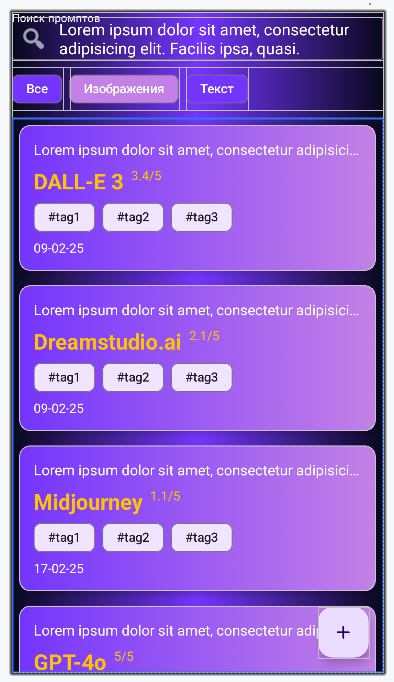 Поиск промптов
Lorem ipsum dolor sit amet, consectetur
adipisicing elit. Facilis ipsa, quasi.
Все Изображения Текст
Lorem ipsum dolor sit amet, consectetur adipisici...
DALL-E 3 3.4/5
#tag1 #tag2 #tag3
09-02-25
Lorem ipsum dolor sit amet, consectetur adipisici...
Dreamstudio.ai 2.1/5
#tag1 #tag2 #tag3
09-02-25
Lorem ipsum dolor sit amet, consectetur adipisici...
Midjourney 1.1/5
#tag1 #tag2 #tag3
17-02-25
Lorem ipsum dolor sit amet, consectetur adipisici...
GPT-4o 5/5
+